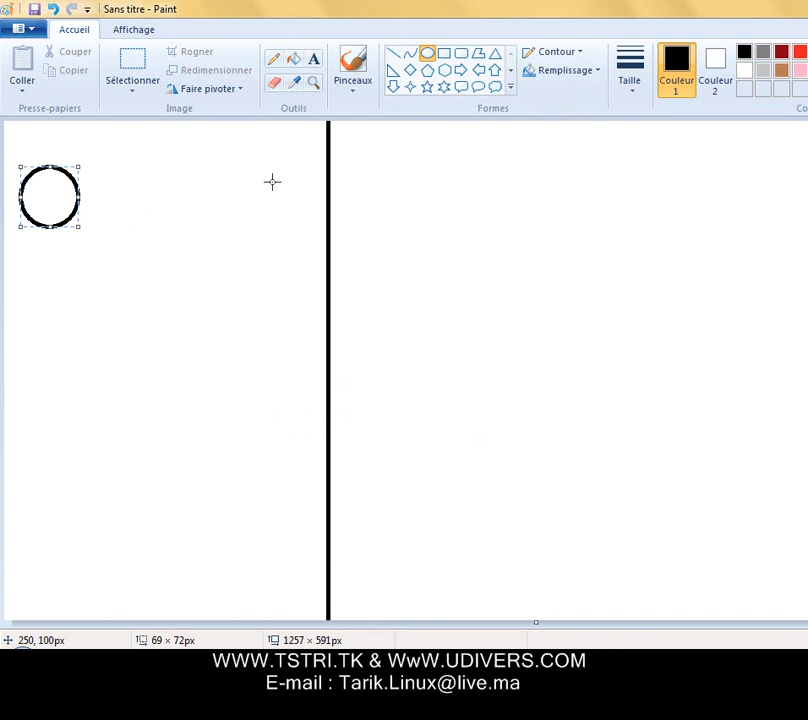 Sans titre - Paint
Accueil
Affichage
Coller
Couper
Copier
Presse-papiers
Sélectionner
Rogner
Redimensionner
Faire pivoter
Image
A
Outils
Pinceaux
Contour
Remplissage
Formes
Taille
Couleur
1
Couleur
2
Co
250, 100px
69 × 72px
1257 × 591px
WWW.TSTRI.TK & WwW.UDIVERS.COM
E-mail : Tarik.Linux@live.ma